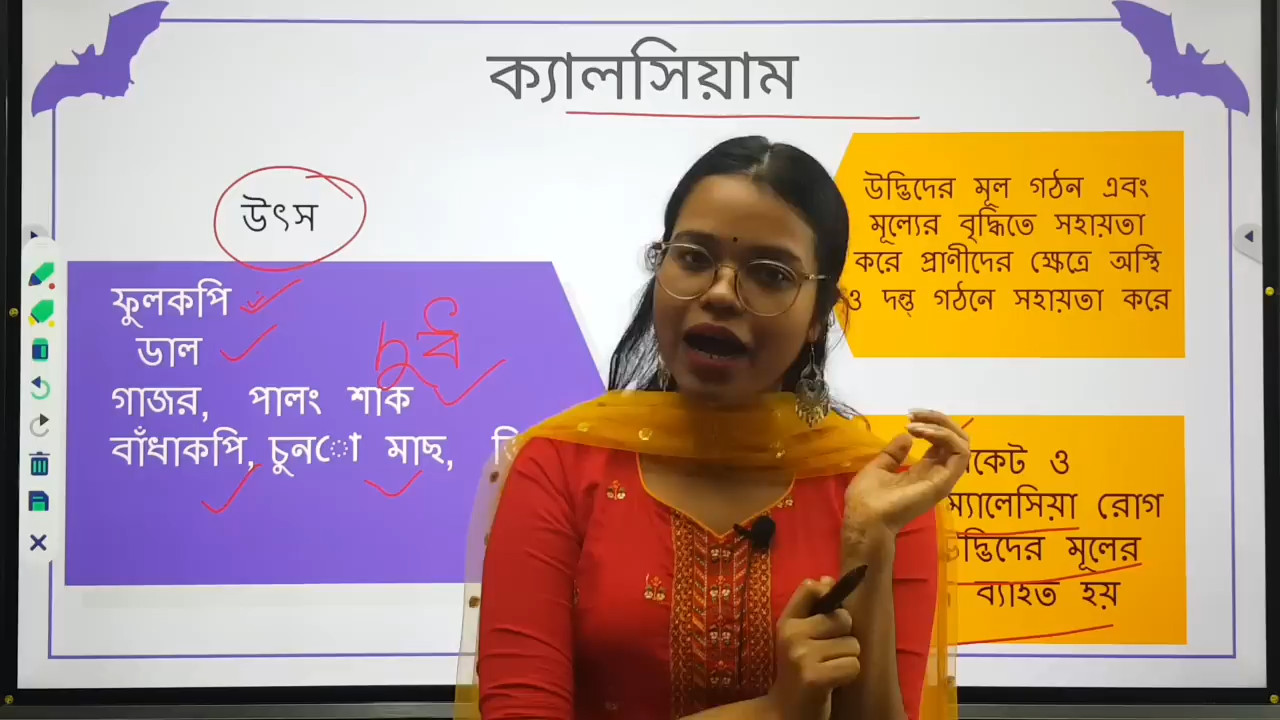 ক্যালসিয়াম
উৎস
ফুলকপি
ডাল
গাজর, পালং শাক
বাঁধাকপি, চুনো মাছ,
উদ্ভিদের মূল গঠন এবং
মূল্যের বৃদ্ধিতে সহায়তা
করে প্রাণীদের ক্ষেত্রে অস্থি
ও দন্ত গঠনে সহায়তা করে
ও
রোগ
উদ্ভিদের মূলের
ব্যাহত হয়